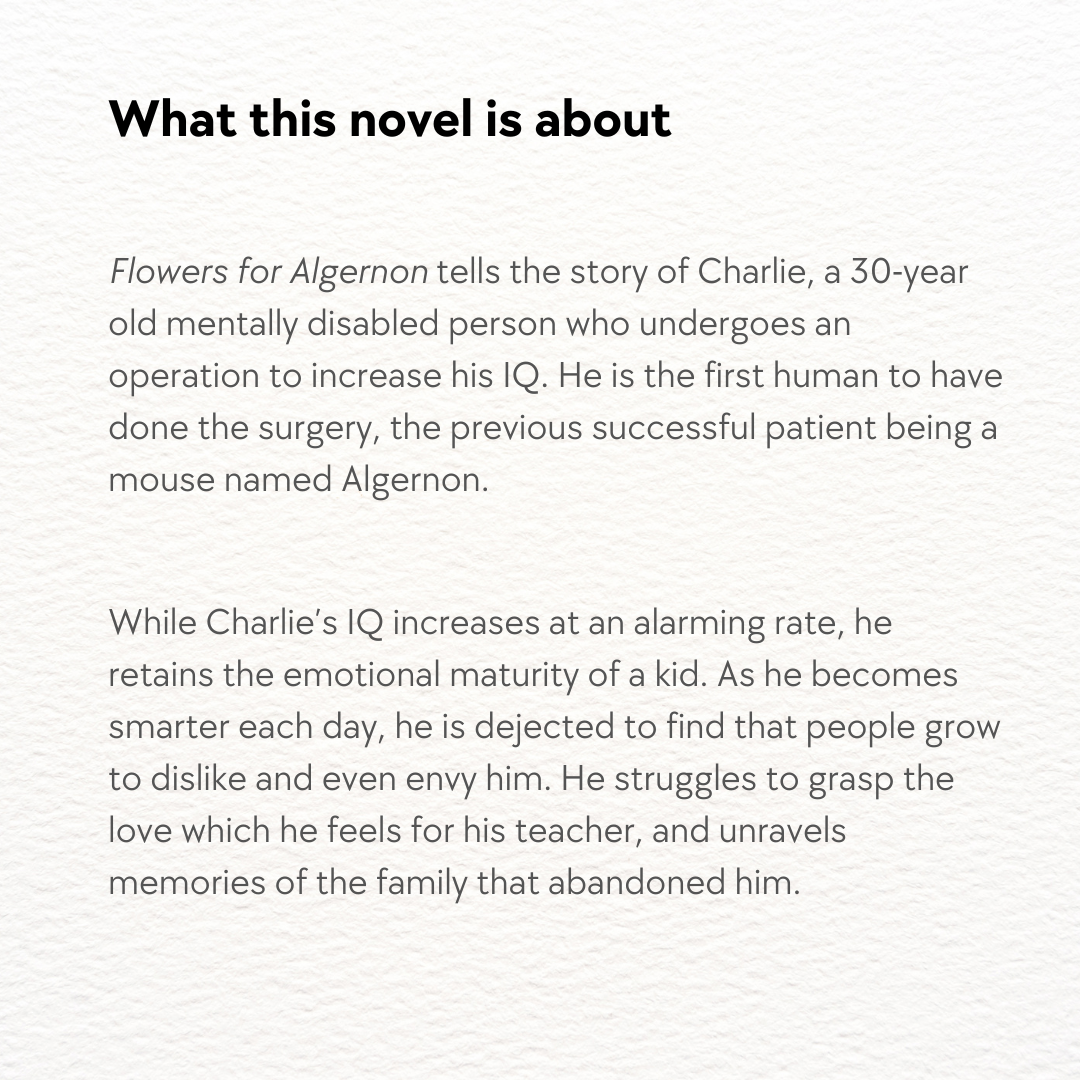 What this novel is about
Flowers for Algernon tells the story of Charlie, a 30-year
old mentally disabled person who undergoes an
operation to increase his IQ. He is the first human to have
done the surgery, the previous successful patient being a
mouse named Algernon.
While Charlie's IQ increases at an alarming rate, he
retains the emotional maturity of a kid. As he becomes
smarter each day, he is dejected to find that people grow
to dislike and even envy him. He struggles to grasp the
love which he feels for his teacher, and unravels
memories of the family that abandoned him.